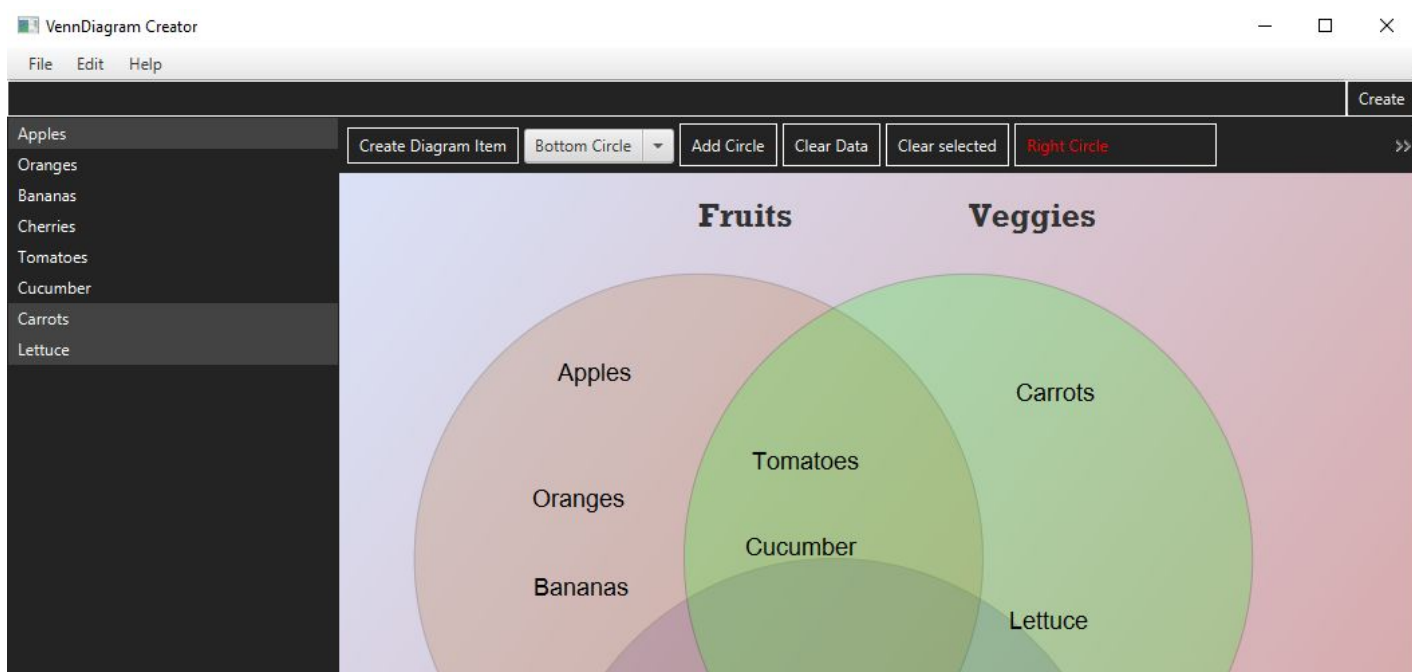 VennDiagram Creator
File Edit Help
Create
Apples
Oranges
Bananas
Cherries
Tomatoes
Cucumber
Carrots
Lettuce
Create Diagram Item Bottom Circle Add Circle Clear Data Clear selected Right Circle >>
Fruits Veggies
Apples
Carrots
Tomatoes
Oranges
Cucumber
Bananas
Lettuce